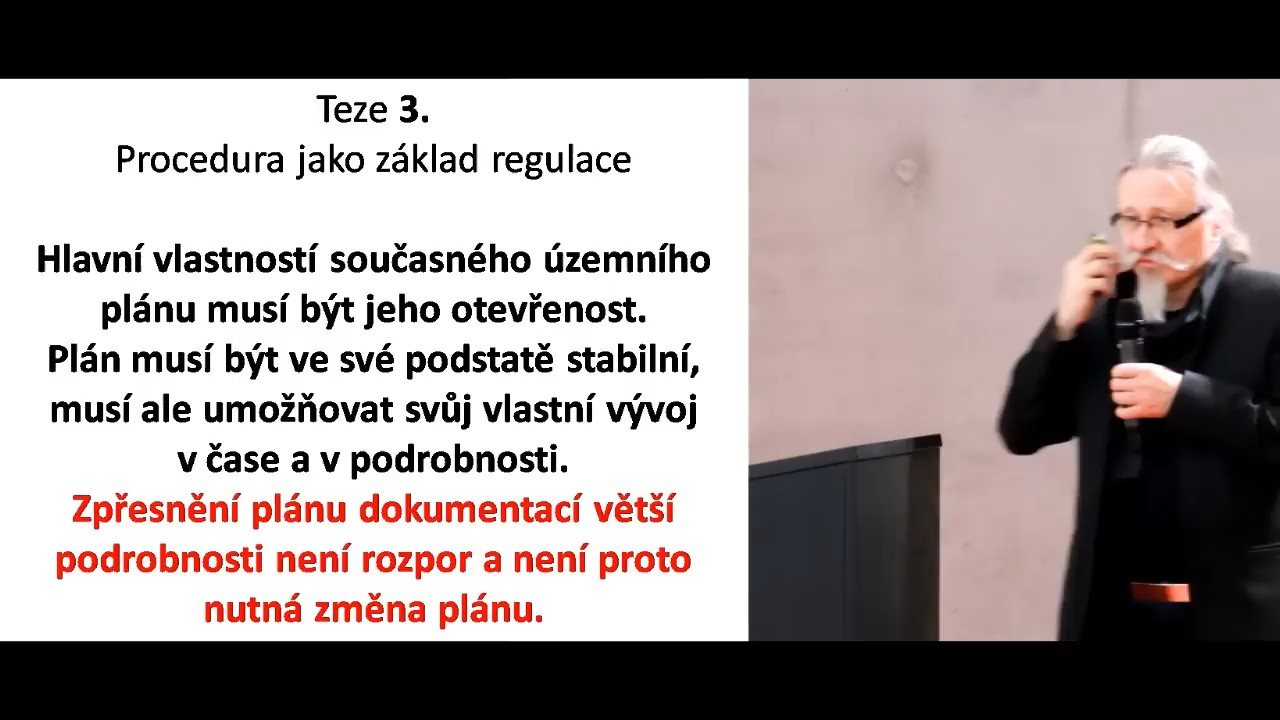 Teze 3.
Procedura jako základ regulace
Hlavní vlastností současného územního
plánu musí být jeho otevřenost.
Plán musí být ve své podstatě stabilní,
musí ale umožňovat svůj vlastní vývoj
v čase a v podrobnosti.
Zpřesnění plánu dokumentací větší
podrobnosti není rozpor a není proto
nutná změna plánu.